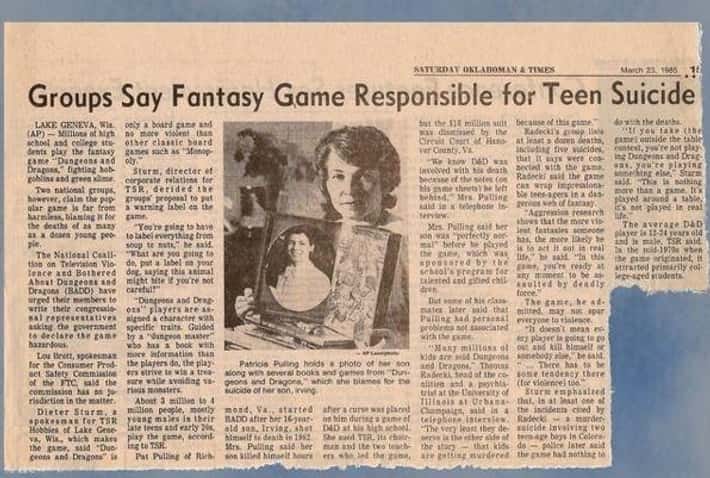 SATURDAY OKLAHOMAN & TIMES
March 23, 1985
Groups Say Fantasy Game Responsible for Teen Suicide
LAKE GENEVA, Wis.
(AP) — Millions of high
school and college stu-
dents play the fantasy
game "Dungeons and
Dragons," fighting hob-
goblins and green slime.
Two national groups,
however, claim the pop-
ular game is far from
harmless, blaming it for
the deaths of as many
as a dozen young peo-
ple.
The National Coali-
tion on Television Vio-
lence and Bothered
About Dungeons and
Dragons (BADD) have
urged their members to
write their congression-
al representatives
asking the government
to declare the game
hazardous.
Lou Brott, spokesman
for the Consumer Prod-
uct Safety Commission
of the FTC, said the
commission has no ju-
risdiction in the matter.
Dieter Sturm, a
spokesman for TSR
Hobbies of Lake Gene-
va, Wis., which makes
the game, said "Dun-
geons and Dragons" is
only a board game and
no more violent than
other classic board
games such as "Monop-
oly."
Sturm, director of
corporate relations for
TSR, derided the
groups' proposal to put
a warning label on the
game.
"You're going to have
to label everything from
soup to nuts," he said.
"What are you going to
do, put a label on your
dog, saying this animal
might bite if you're not
careful?"
"Dungeons and Drag-
ons" players are as-
signed a character with
specific traits. Guided
by a "dungeon master"
who has a book with
more information than
the players do, the play-
ers strive to win a trea-
sure while avoiding va-
rious monsters.
About 3 million to 4
million people, mostly
young males in their
late teens and early 20s,
play the game, accord-
ing to TSR.
Pat Pulling of Rich-
— AP Laserphoto
Patricia Pulling holds a photo of her son
along with several books and games from "Dun-
geons and Dragons," which she blames for the
suicide of her son, Irving.
mond, Va., started
BADD after her 16-year-
old son, Irving, shot
himself to death in 1982.
Mrs. Pulling said her
son killed himself hours
after a curse was placed
on him during a game of
D&D at his high school.
She said TSR, its chair-
man and the two teach-
ers who led the game,
but the $10 million suit
was dismissed by the
Circuit Court of Hano-
ver County, Va.
"We know D&D was
involved with his death
because of the notes (on
his game sheets) he left
behind," Mrs. Pulling
said in a telephone in-
terview.
Mrs. Pulling said her
son was "perfectly nor-
mal" before he played
the game, which was
sponsored by the
school's program for
talented and gifted chil-
dren.
But some of his class-
mates later said that
Pulling had personal
problems not associated
with the game.
"Many millions of
kids are sold Dungeons
and Dragons," Thomas
Radecki, head of the co-
alition and a psychia-
trist at the University of
Illinois at Urbana-
Champaign, said in a
telephone interview.
"The very least they de-
serve is the other side of
the story — that kids
are getting murdered
because of this game."
Radecki's group lists
at least a dozen deaths,
including five suicides,
that it says were con-
nected with the game.
Radecki said the game
can wrap impressiona-
ble teen-agers in a dan-
gerous web of fantasy.
"Aggression research
shows that the more vio-
lent fantasies someone
has, the more likely he
is to act it out in real
life," he said. "In this
game, you're ready at
any moment to be as-
saulted by deadly
force."
The game, he ad-
mitted, may not spur
everyone to violence.
"It doesn't mean ev-
ery player is going to go
out and kill himself or
somebody else," he said.
" ... There has to be
some tendency there
(for violence) too."
Sturm emphasized
that, in at least one of
the incidents cited by
Radecki — a murder-
suicide involving two
teen-age boys in Colora-
do — police later said
the game had nothing to
do with the deaths.
"If you take (the
game) outside the table
context, you're not play-
ing Dungeons and Drag-
ons, you're playing
something else," Sturm
said. "This is nothing
more than a game. It's
played around a table,
it's not played in real
life."
The average D&D
player is 12-24 years old
and is male, TSR said.
In the mid-1970s when
the game originated, it
attracted primarily col-
lege-aged students.